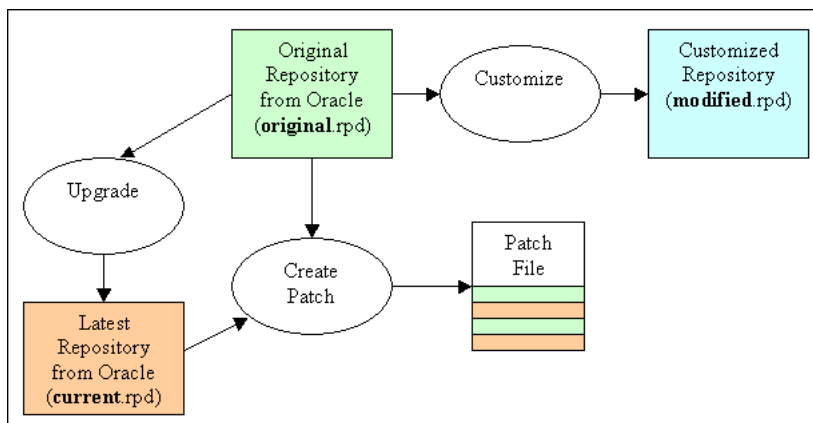 Original
Repository
from Oracle
(original.rpd)
Customize
Customized
Repository
(modified.rpd)
Upgrade
Create
Patch
Patch
File
Latest
Repository
from Oracle
(current.rpd)